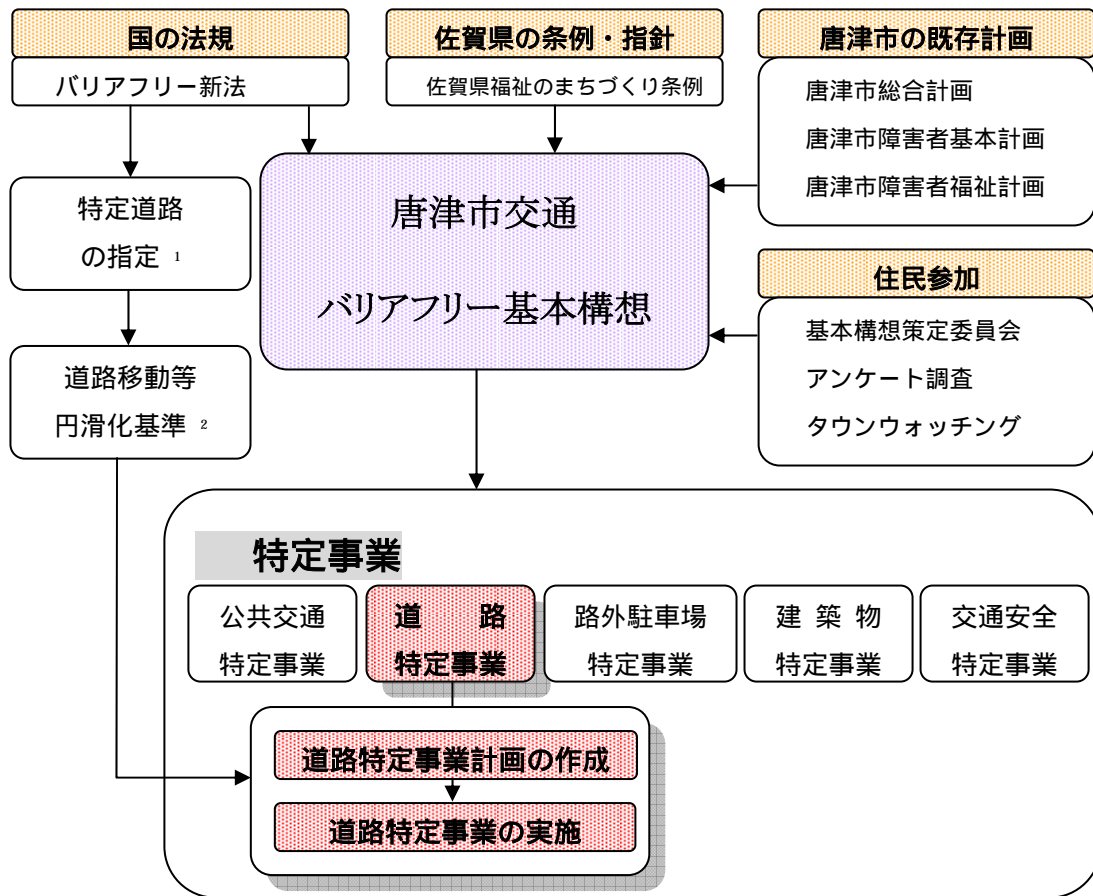 国の法規
バリアフリー新法
佐賀県の条例・指針
佐賀県福祉のまちづくり条例
唐津市の既存計画
唐津市総合計画
唐津市障害者基本計画
唐津市障害者福祉計画
特定道路
の指定 1
唐津市交通
バリアフリー基本構想
住民参加
基本構想策定委員会
アンケート調査
タウンウォッチング
道路移動等
円滑化基準 2
特定事業
公共交通
特定事業
道 路
特定事業
路外駐車場
特定事業
建 築 物
特定事業
交通安全
特定事業
道路特定事業計画の作成
道路特定事業の実施